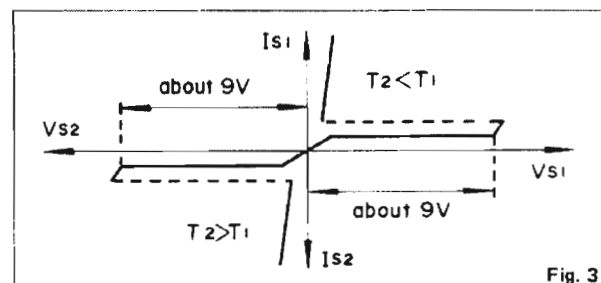 IS1
about 9V
T2<T1
VS2
VS1
about 9V
T2>T1
IS2
Fig. 3